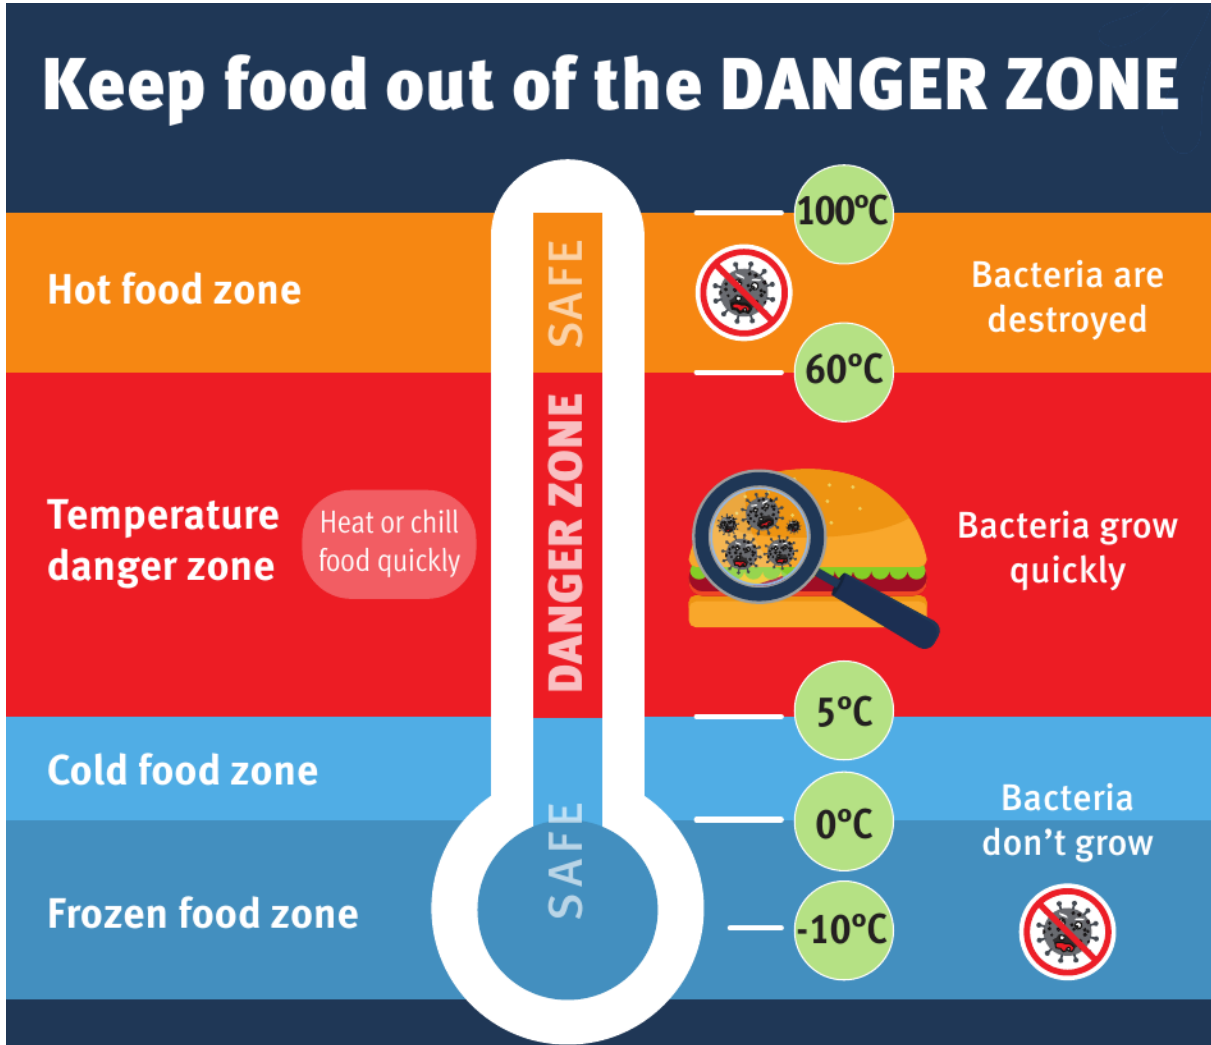 Keep food out of the DANGER ZONE
100°C
Hot food zone
SAFE
Bacteria are
destroyed
60°C
Temperature
danger zone
Heat or chill
food quickly
DANGER ZONE
Bacteria grow
quickly
5°C
Cold food zone
SAFE
0°C
Bacteria
don't grow
Frozen food zone
-10°C